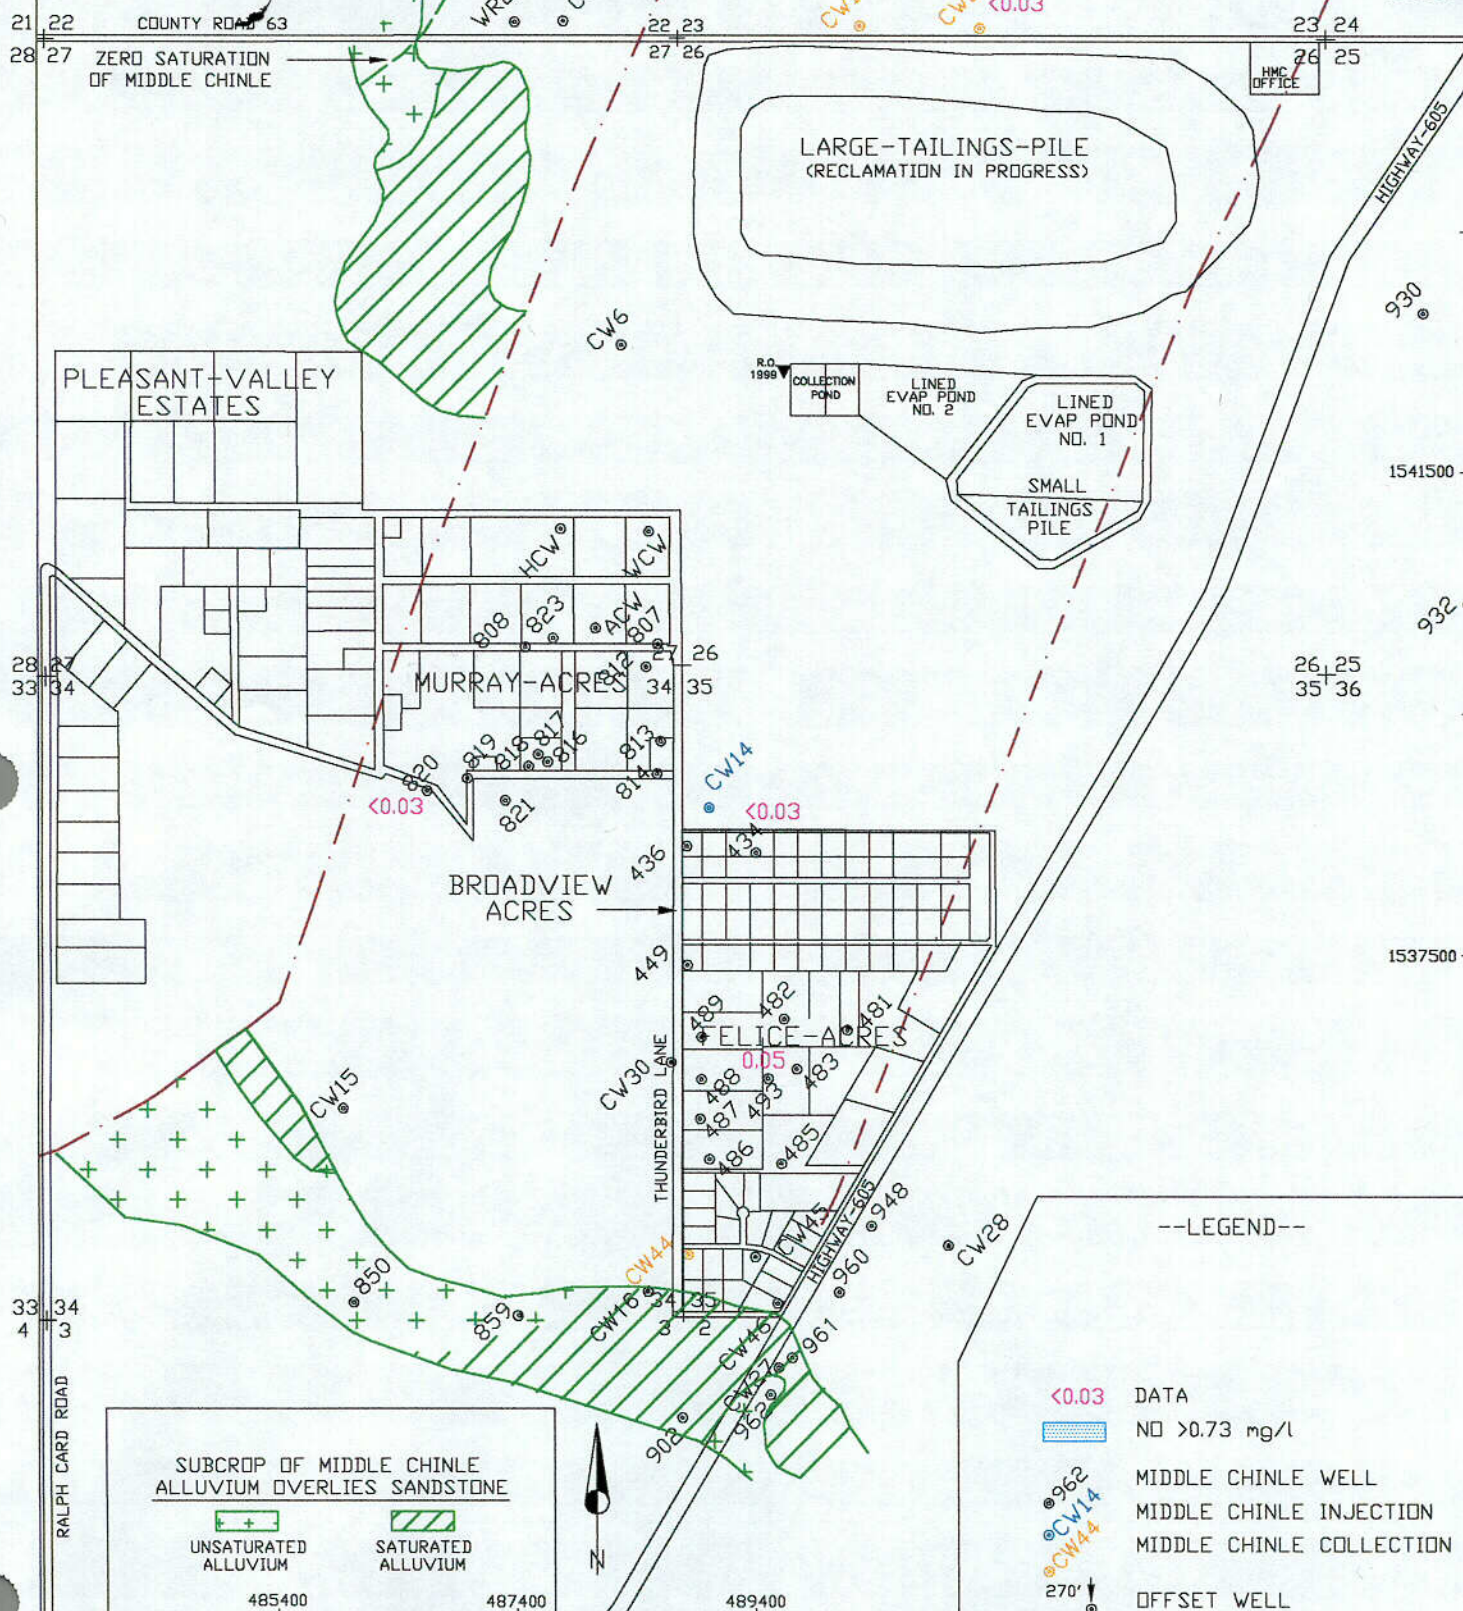 21 22
28 27
COUNTY ROAD 63
ZERO SATURATION
OF MIDDLE CHINLE
22 23
27 26
<0.03
23 24
26 25
HMC
OFFICE
HIGHWAY-605
LARGE-TAILINGS-PILE
(RECLAMATION IN PROGRESS)
930
CW6
PLEASANT-VALLEY
ESTATES
R.O.
1999
COLLECTION
POND
LINED
EVAP POND
NO. 2
LINED
EVAP POND
NO. 1
SMALL
TAILINGS
PILE
1541500
HCW
WCW
808
823
ACW
807
812
932
28 27
33 34
27 26
34 35
26 25
35 36
MURRAY-ACRES
820
819
818
817
816
813
814
821
<0.03
CW14
<0.03
436
434
BROADVIEW
ACRES
449
1537500
489
482
481
FELICE-ACRES
0.05
THUNDERBIRD LANE
CW30
488
493
483
487
486
485
CW15
CW44
CW45
HIGHWAY-605
948
960
CW28
850
859
CW16
33 34
4 3
34 35
3 2
CW46
961
CW27
962
902
RALPH CARD ROAD
SUBCROP OF MIDDLE CHINLE
ALLUVIUM OVERLIES SANDSTONE
UNSATURATED
ALLUVIUM
SATURATED
ALLUVIUM
N
485400
487400
489400
--LEGEND--
<0.03 DATA
NO >0.73 mg/l
962 MIDDLE CHINLE WELL
CW14 MIDDLE CHINLE INJECTION
CW44 MIDDLE CHINLE COLLECTION
270' OFFSET WELL